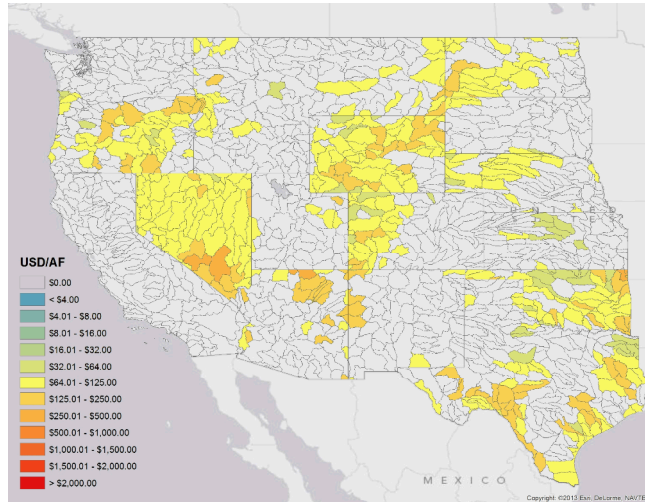 UNITED
STATES
USD/AF
$0.00
< $4.00
$4.01 - $8.00
$8.01 - $16.00
$16.01 - $32.00
$32.01 - $64.00
$64.01 - $125.00
$125.01 - $250.00
$250.01 - $500.00
$500.01 - $1,000.00
$1,000.01 - $1,500.00
$1,500.01 - $2,000.00
> $2,000.00
MEXICO
Copyright: ©2013 Esri, DeLorme, NAVTE